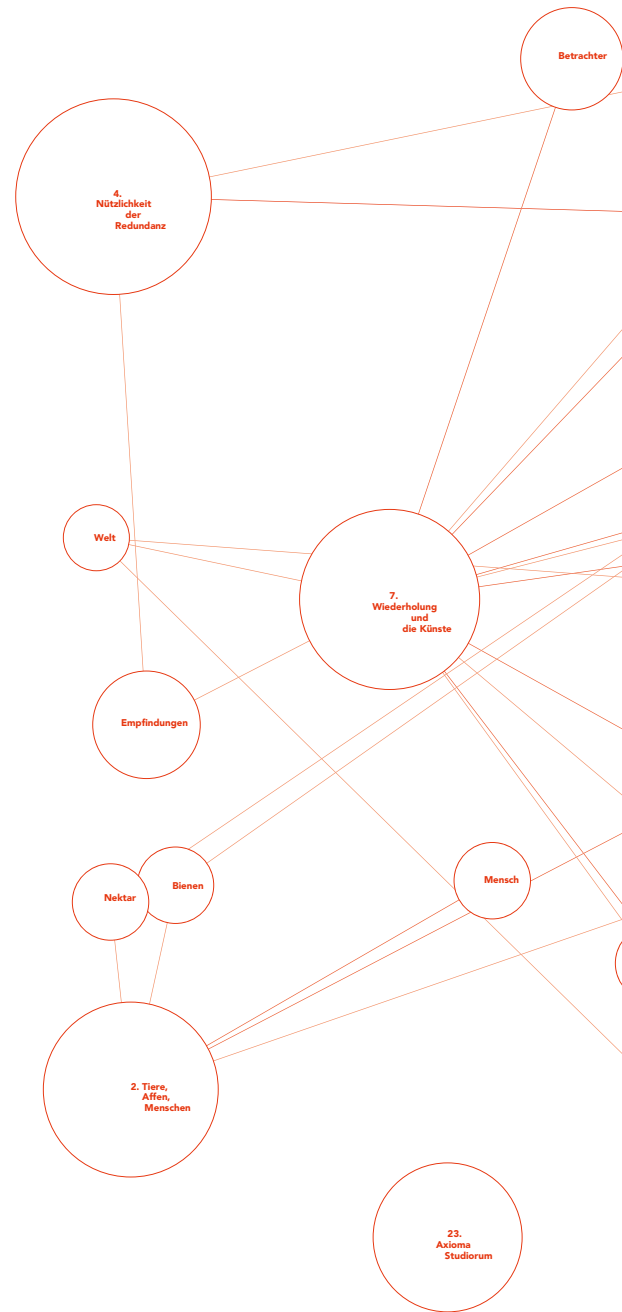 Betrachter
4.
Nützlichkeit
der
Redundanz
Welt
7.
Wiederholung
und
die Künste
Empfindungen
Mensch
Bienen
Nektar
2. Tiere,
Affen,
Menschen
23.
Axioma
Studiorum